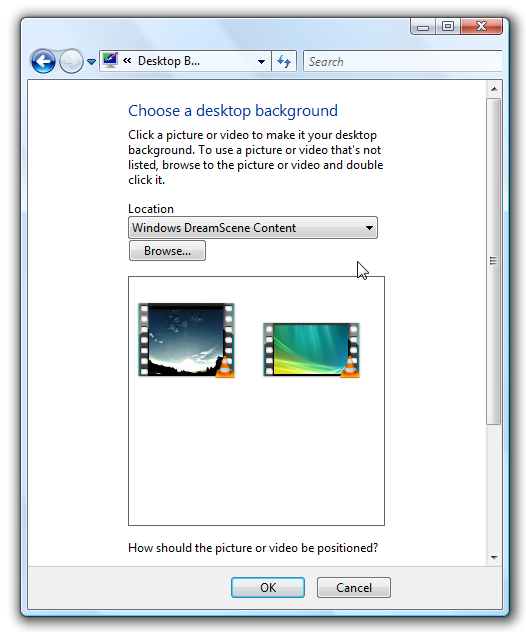 « Desktop B...
Search
Choose a desktop background
Click a picture or video to make it your desktop
background. To use a picture or video that's not
listed, browse to the picture or video and double
click it.
Location
Windows DreamScene Content
Browse...
How should the picture or video be positioned?
OK
Cancel